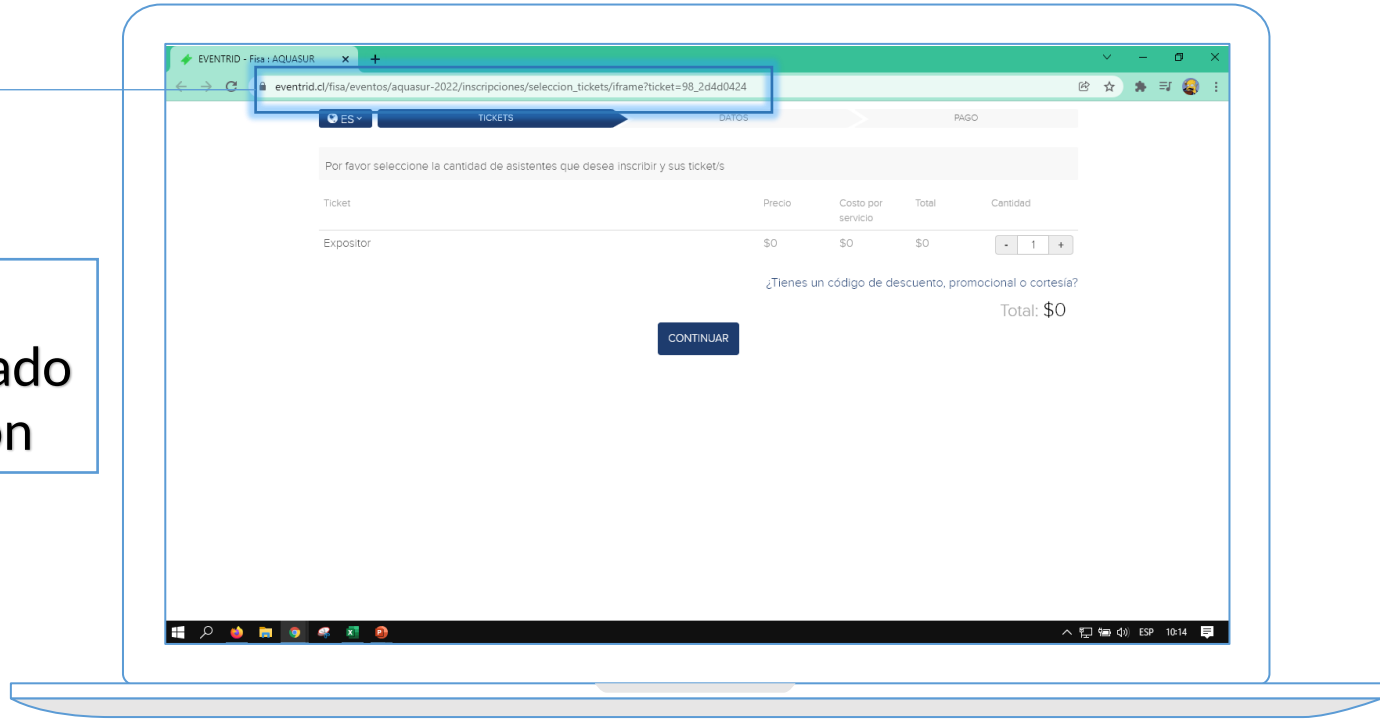 EVENTRID - Fisa : AQUASUR
eventrid.cl/fisa/eventos/aquasur-2022/inscripciones/seleccion_tickets/iframe?ticket=98_2d4d0424
ES TICKETS DATOS PAGO
Por favor seleccione la cantidad de asistentes que desea inscribir y sus ticket/s
Ticket Precio Costo por servicio Total Cantidad
Expositor $0 $0 $0 - 1 +
¿Tienes un código de descuento, promocional o cortesía?
Total: $0
CONTINUAR
ado
on
ESP 10:14